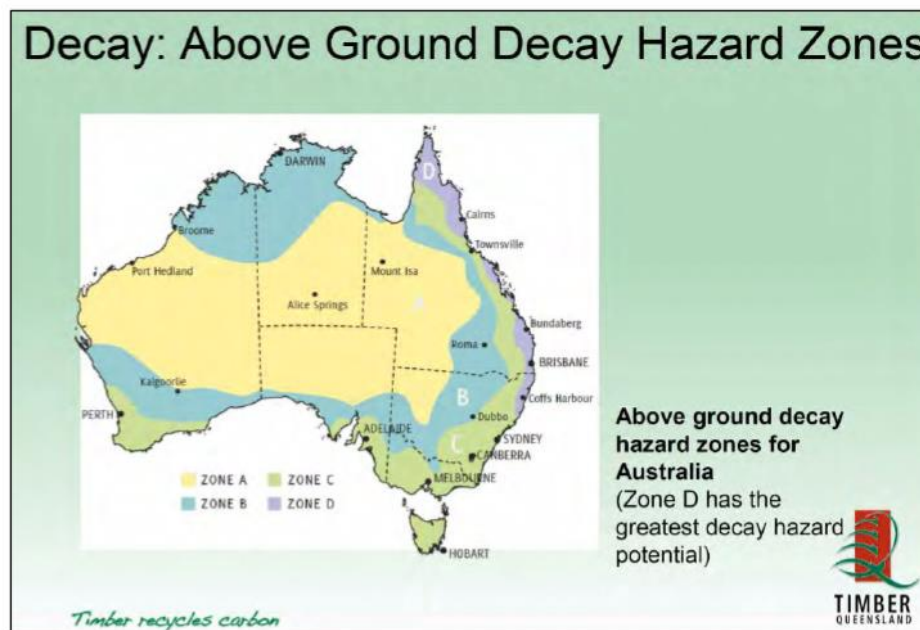 Decay: Above Ground Decay Hazard Zones
DARWIN
D
Cairns
Broome
Townsville
Port Hedland
Mount Isa
Alice Springs
A
Bundaberg
Roma
BRISBANE
Kalgoorlie
B
Coffs Harbour
Dubbo
PERTH
ADELAIDE
C
SYDNEY
CANBERRA
MELBOURNE
HOBART
ZONE A
ZONE C
ZONE B
ZONE D
Above ground decay
hazard zones for
Australia
(Zone D has the
greatest decay hazard
potential)
Timber recycles carbon
TIMBER
QUEENSLAND